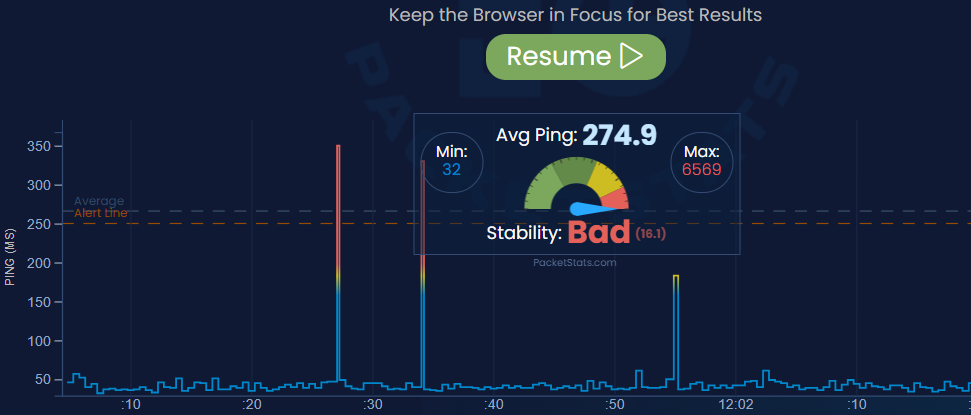 Keep the Browser in Focus for Best Results
Resume
Avg Ping: 274.9
Min:
32
Max:
6569
Stability: Bad (16.1)
PacketStats.com
PING (MS)
350
300
250
200
150
100
50
Average
Alert Line
:10
:20
:30
:40
:50
12:02
:10